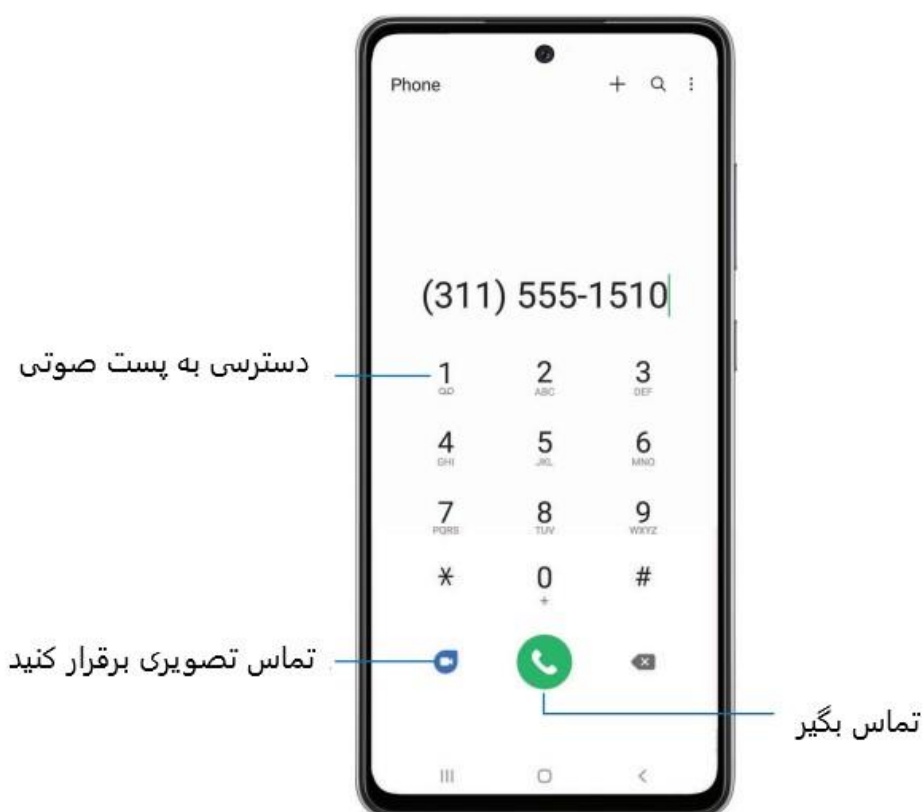 Phone
(311) 555-1510
دسترسی به پست صوتی
1 2 3
ABC DEF
4 5 6
GHI JKL MNO
7 8 9
PQRS TUV WXYZ
* 0 #
+
تماس تصویری برقرار کنید
تماس بگیر